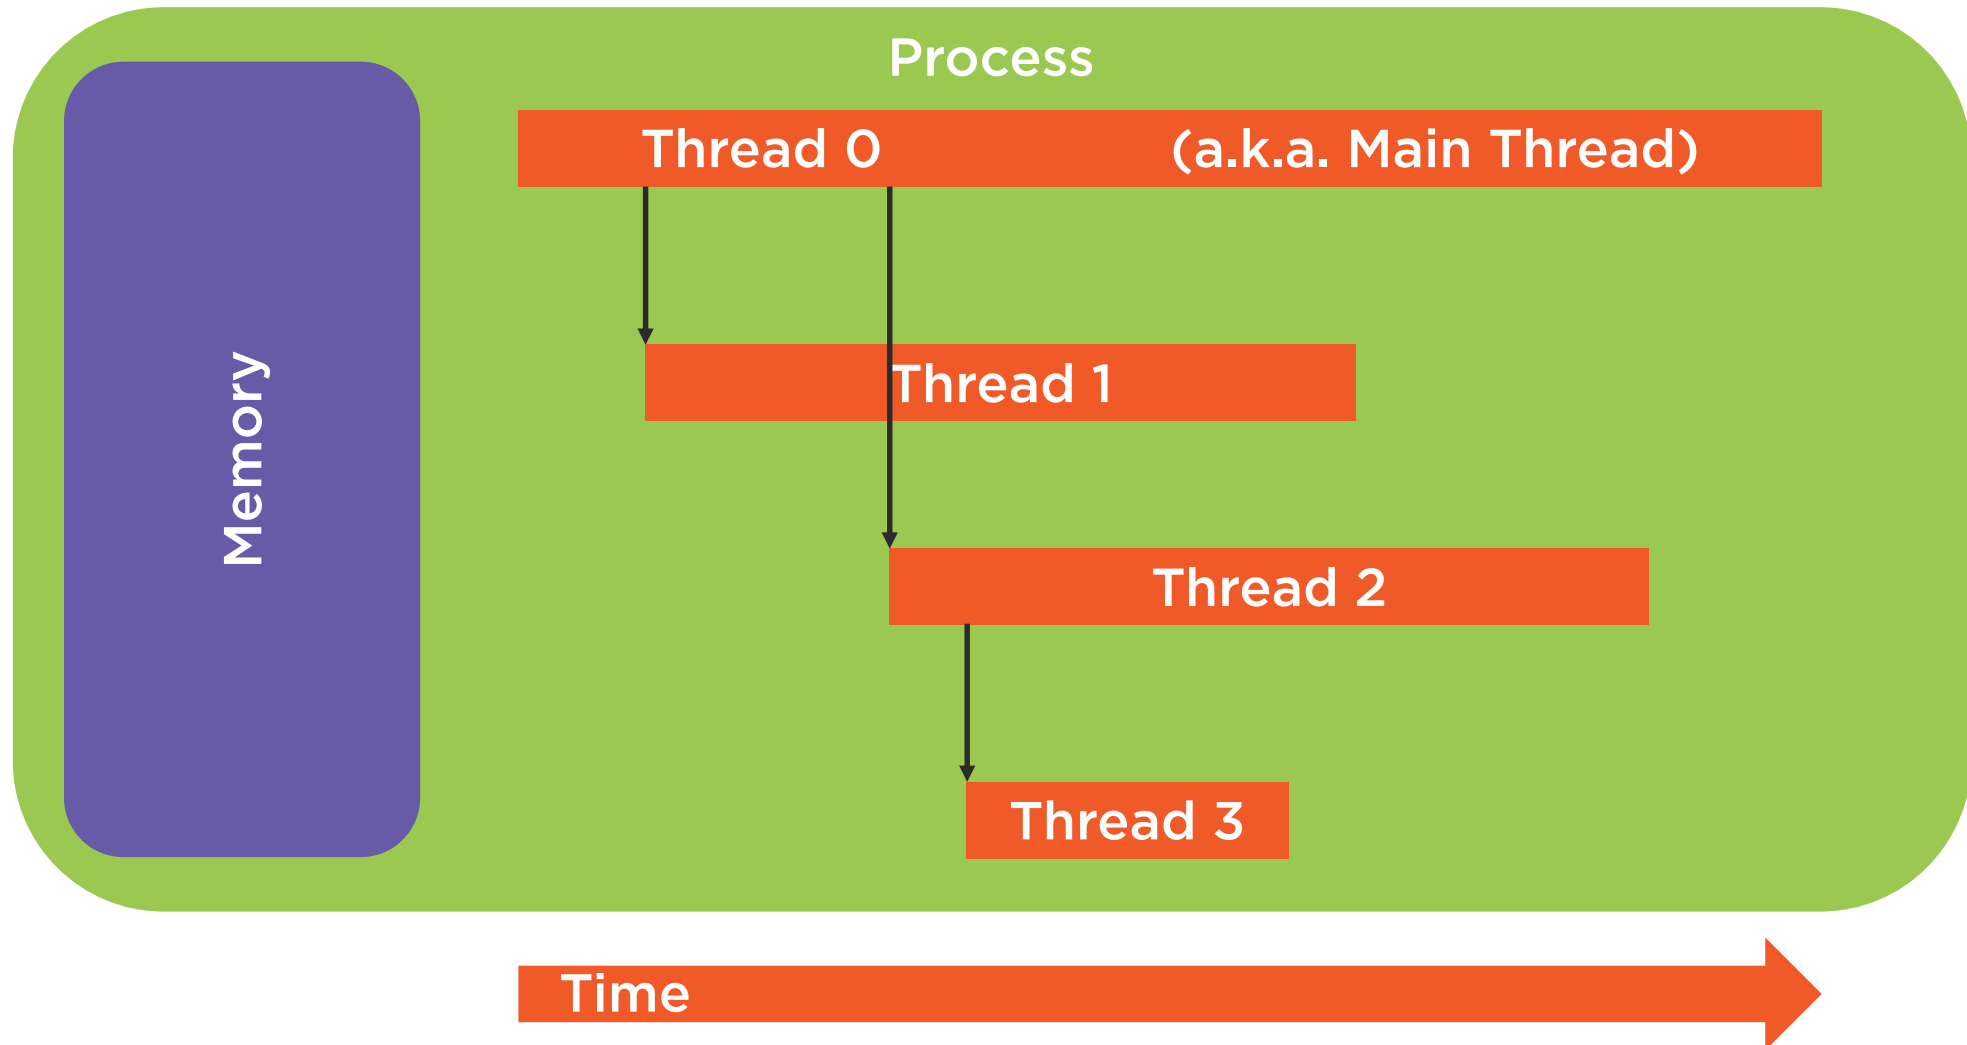 Process
Thread 0 (a.k.a. Main Thread)
Memory
Thread 1
Thread 2
Thread 3
Time